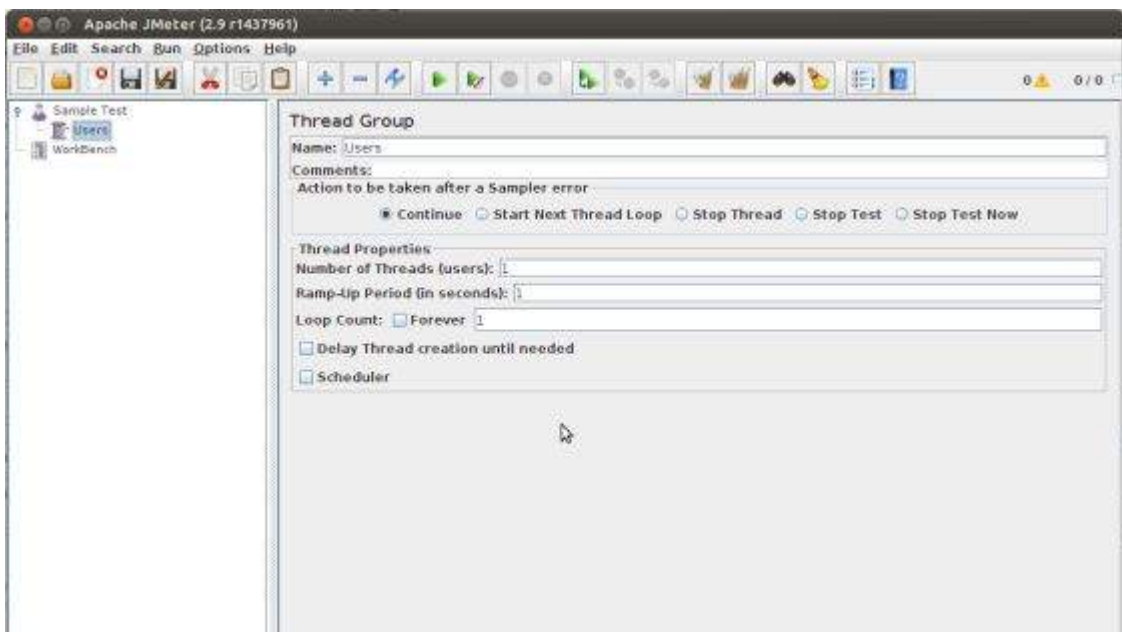 Apache JMeter (2.9 r1437961)
File Edit Search Run Options Help
0 0 / 0
Sample Test
Users
WorkBench
Thread Group
Name: Users
Comments:
Action to be taken after a Sampler error
Continue Start Next Thread Loop Stop Thread Stop Test Stop Test Now
Thread Properties
Number of Threads (users): 1
Ramp-Up Period (in seconds): 1
Loop Count: Forever 1
Delay Thread creation until needed
Scheduler